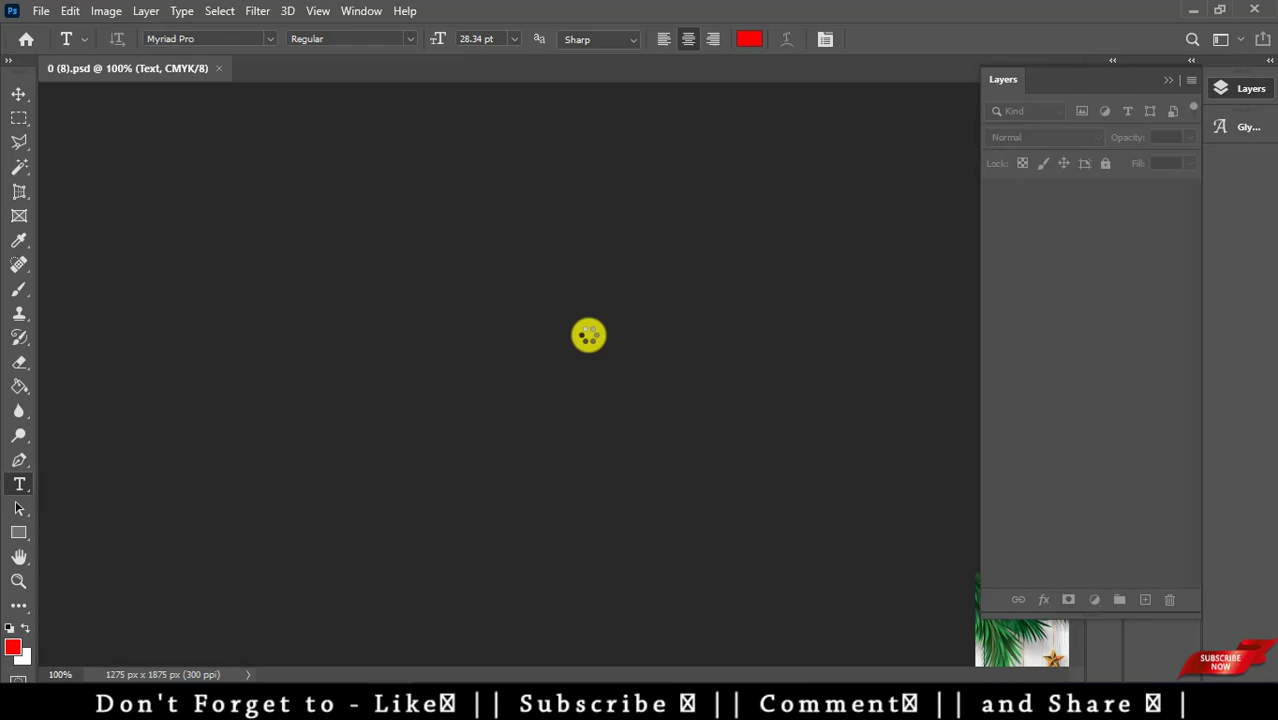 Ps File Edit Image Layer Type Select Filter 3D View Window Help
T Myriad Pro Regular 28.34 pt aa Sharp
0 (8).psd @ 100% (Text, CMYK/8) ×
Layers
Layers
Kind
Gly...
Normal Opacity:
Lock: Fill:
100% 1275 px x 1875 px (300 ppi)
SUBSCRIBE
NOW
Don't Forget to - Like || Subscribe || Comment || and Share |